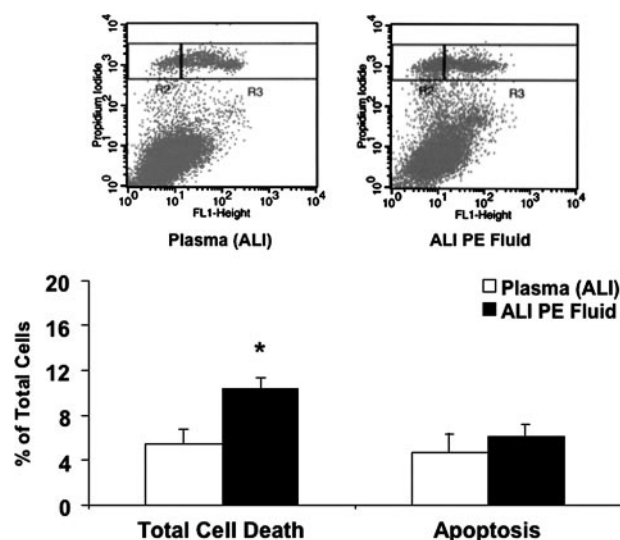 10⁴
10³
10²
10¹
10⁰
Propidium Iodide
R2
R3
10⁰ 10¹ 10² 10³ 10⁴
FL1-Height
Plasma (ALI)
10⁴
10³
10²
10¹
10⁰
Propidium Iodide
R2
R3
10⁰ 10¹ 10² 10³ 10⁴
FL1-Height
ALI PE Fluid
% of Total Cells
20
16
12
8
4
0
Plasma (ALI)
ALI PE Fluid
*
Total Cell Death
Apoptosis